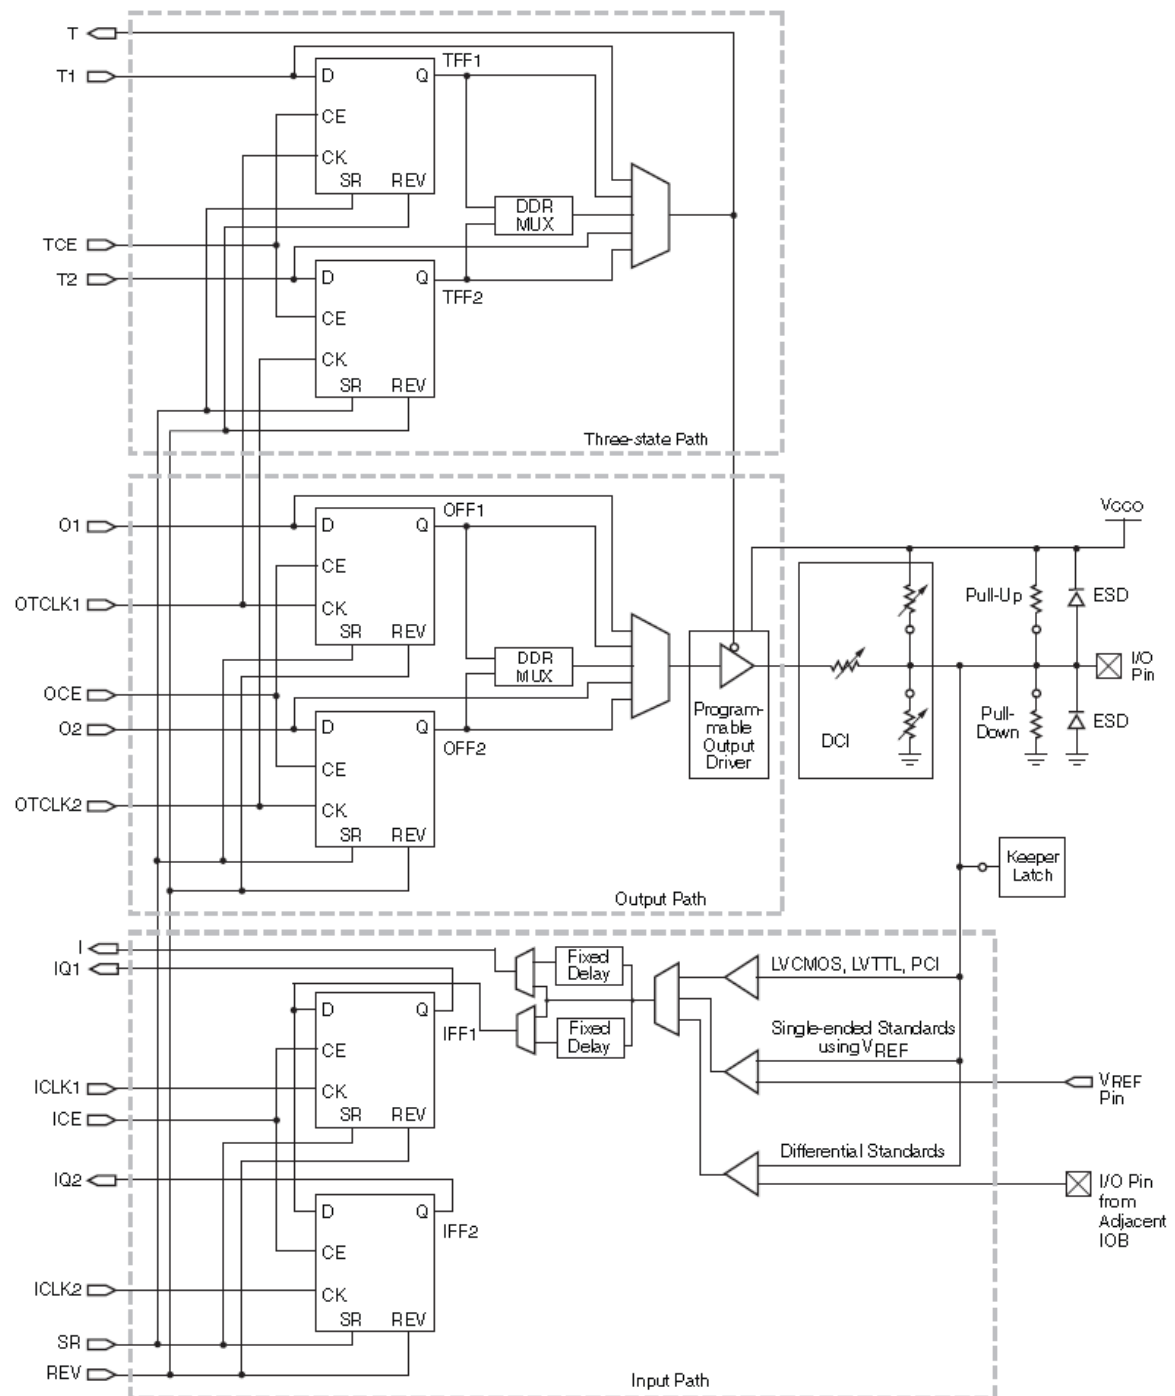 T
T1
D
Q
TFF1
CE
CK
SR REV
DDR
MUX
TCE
T2
D
Q
TFF2
CE
CK
SR REV
Three-state Path
O1
D
Q
OFF1
CE
OTCLK1
CK
SR REV
DDR
MUX
OCE
O2
D
Q
OFF2
CE
OTCLK2
CK
SR REV
Program-
mable
Output
Driver
DCI
VCCO
Pull-Up
ESD
I/O
Pin
Pull-
Down
ESD
Keeper
Latch
Output Path
I
IQ1
Fixed
Delay
LVCMOS, LVTTL, PCI
D
Q
IFF1
Fixed
Delay
Single-ended Standards
using VREF
CE
ICLK1
CK
VREF
Pin
ICE
SR REV
Differential Standards
IQ2
I/O Pin
from
Adjacent
IOB
D
Q
IFF2
CE
ICLK2
CK
SR REV
SR
REV
Input Path